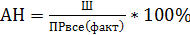 АН = Ш / ПРвсе(факт) * 100%